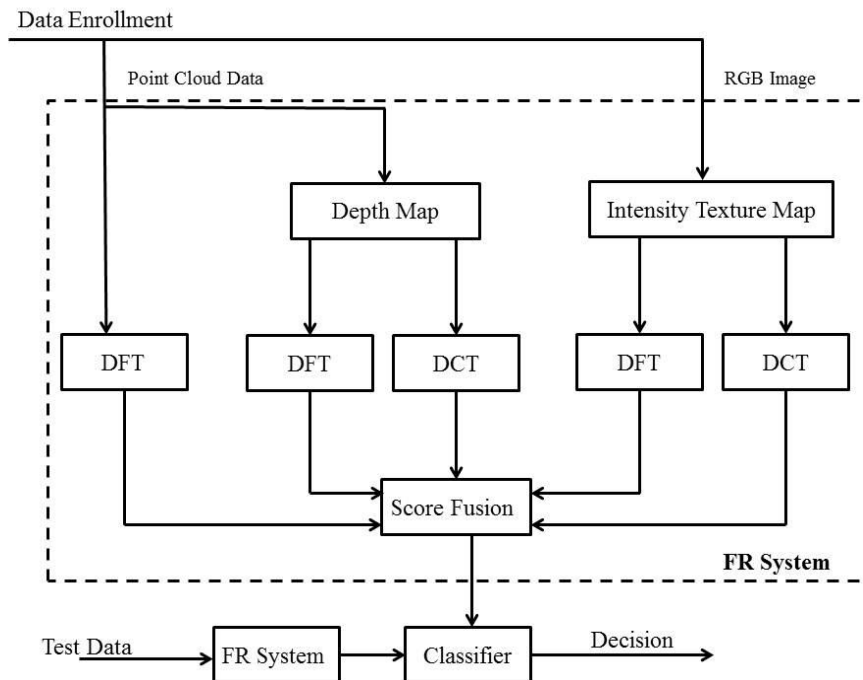 Data Enrollment
Point Cloud Data
RGB Image
Depth Map
Intensity Texture Map
DFT
DFT
DCT
DFT
DCT
Score Fusion
FR System
Test Data
FR System
Classifier
Decision